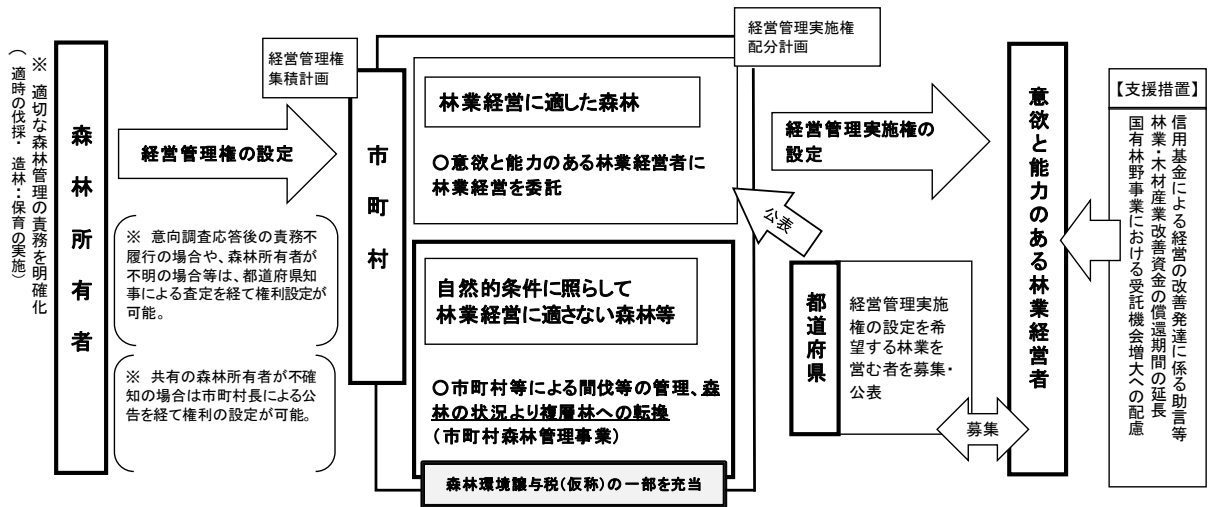 ※ 適切な森林管理の責務を明確化
(適時の伐採・造林・保育の実施)
森林所有者
経営管理権の設定
※ 意向調査応答後の責務不
履行の場合や、森林所有者が
不明の場合等は、都道府県知
事による査定を経て権利設定が
可能。
※ 共有の森林所有者が不確
知の場合は市町村長による公
告を経て権利の設定が可能。
経営管理権
集積計画
市町村
林業経営に適した森林
○意欲と能力のある林業経営者に
林業経営を委託
自然的条件に照らして
林業経営に適さない森林等
○市町村等による間伐等の管理、森
林の状況より複層林への転換
(市町村森林管理事業)
森林環境譲与税(仮称)の一部を充当
経営管理実施権
配分計画
経営管理実施権の
設定
公表
都道府県
経営管理実施
権の設定を希
望する林業を
営む者を募集・
公表
募集
意欲と能力のある林業経営者
【支援措置】
信用基金による経営の改善発達に係る助言等
林業・木材産業改善資金の償還期間の延長
国有林野事業における受託機会増大への配慮